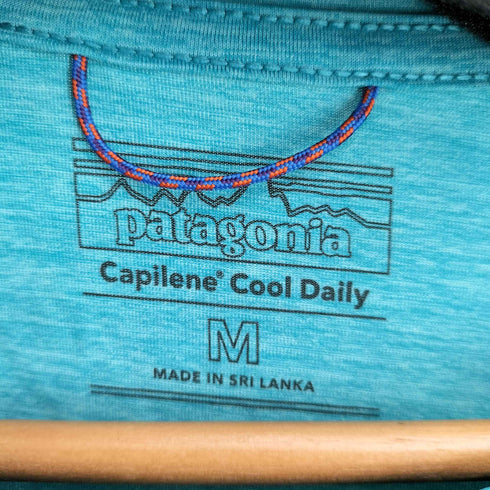 patagonia
Capilene® Cool Daily
M
MADE IN SRI LANKA